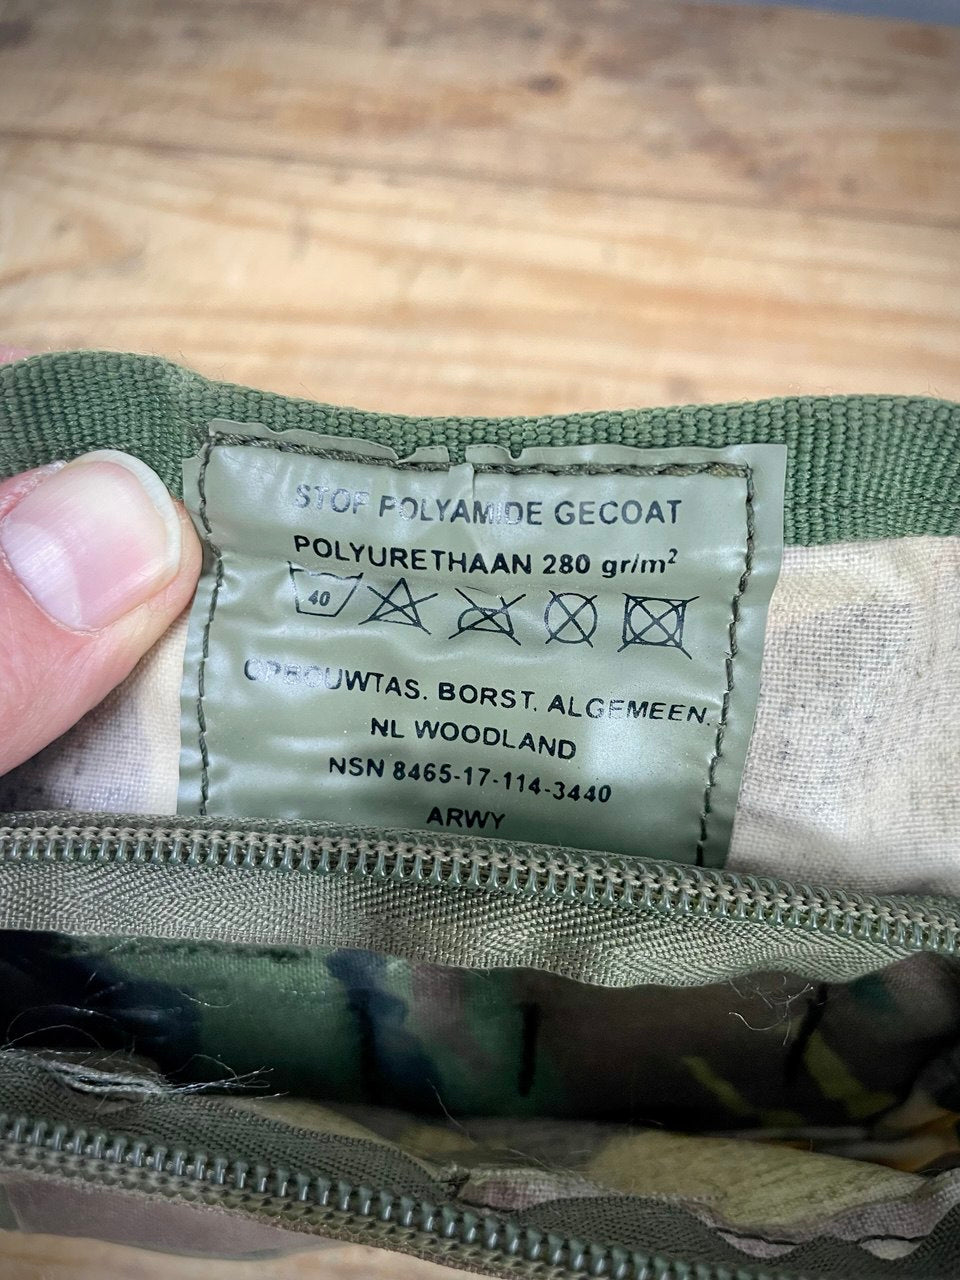 STOF POLYAMIDE GECOAT
POLYURETHAAN 280 gr/m²
40
OPBOUWTAS. BORST. ALGEMEEN.
NL WOODLAND
NSN 8465-17-114-3440
ARWY